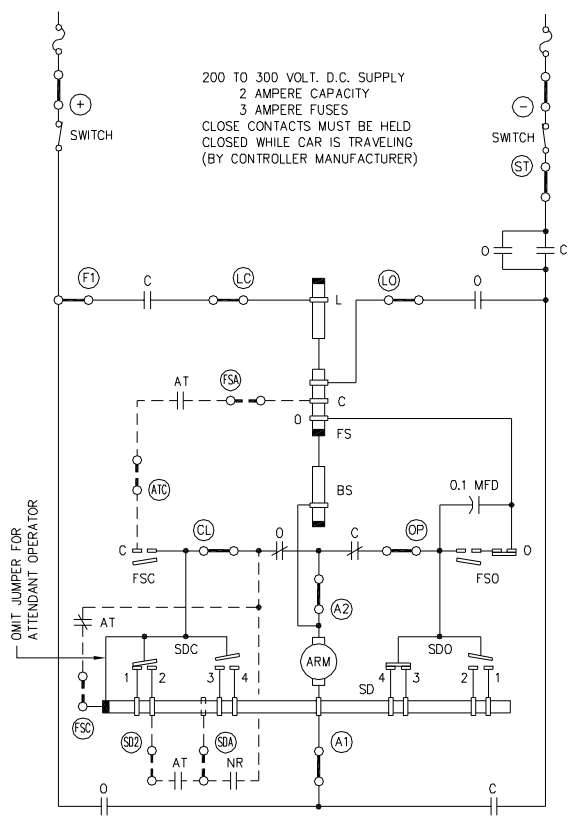 200 TO 300 VOLT. D.C. SUPPLY
2 AMPERE CAPACITY
3 AMPERE FUSES
CLOSE CONTACTS MUST BE HELD
CLOSED WHILE CAR IS TRAVELING
(BY CONTROLLER MANUFACTURER)
+
SWITCH
−
SWITCH
ST
O
C
F1
C
LC
L
LO
O
AT
FSA
C
O
FS
ATC
BS
0.1 MFD
CL
O
C
OP
C
FSC
FSO
O
OMIT JUMPER FOR
ATTENDANT OPERATOR
AT
A2
SDC
ARM
SDO
1
2
3
4
4
3
2
1
SD
FSC
SD2
SDA
A1
AT
NR
O
C